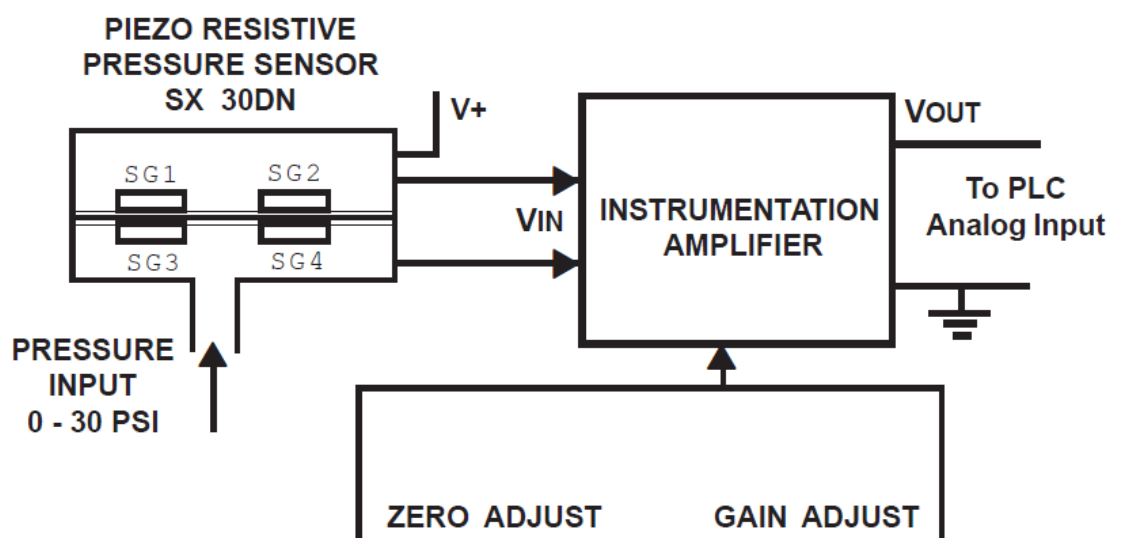 PIEZO RESISTIVE
PRESSURE SENSOR
SX 30DN
V+
SG1
SG2
SG3
SG4
VIN
INSTRUMENTATION
AMPLIFIER
VOUT
To PLC
Analog Input
PRESSURE
INPUT
0 - 30 PSI
ZERO ADJUST
GAIN ADJUST